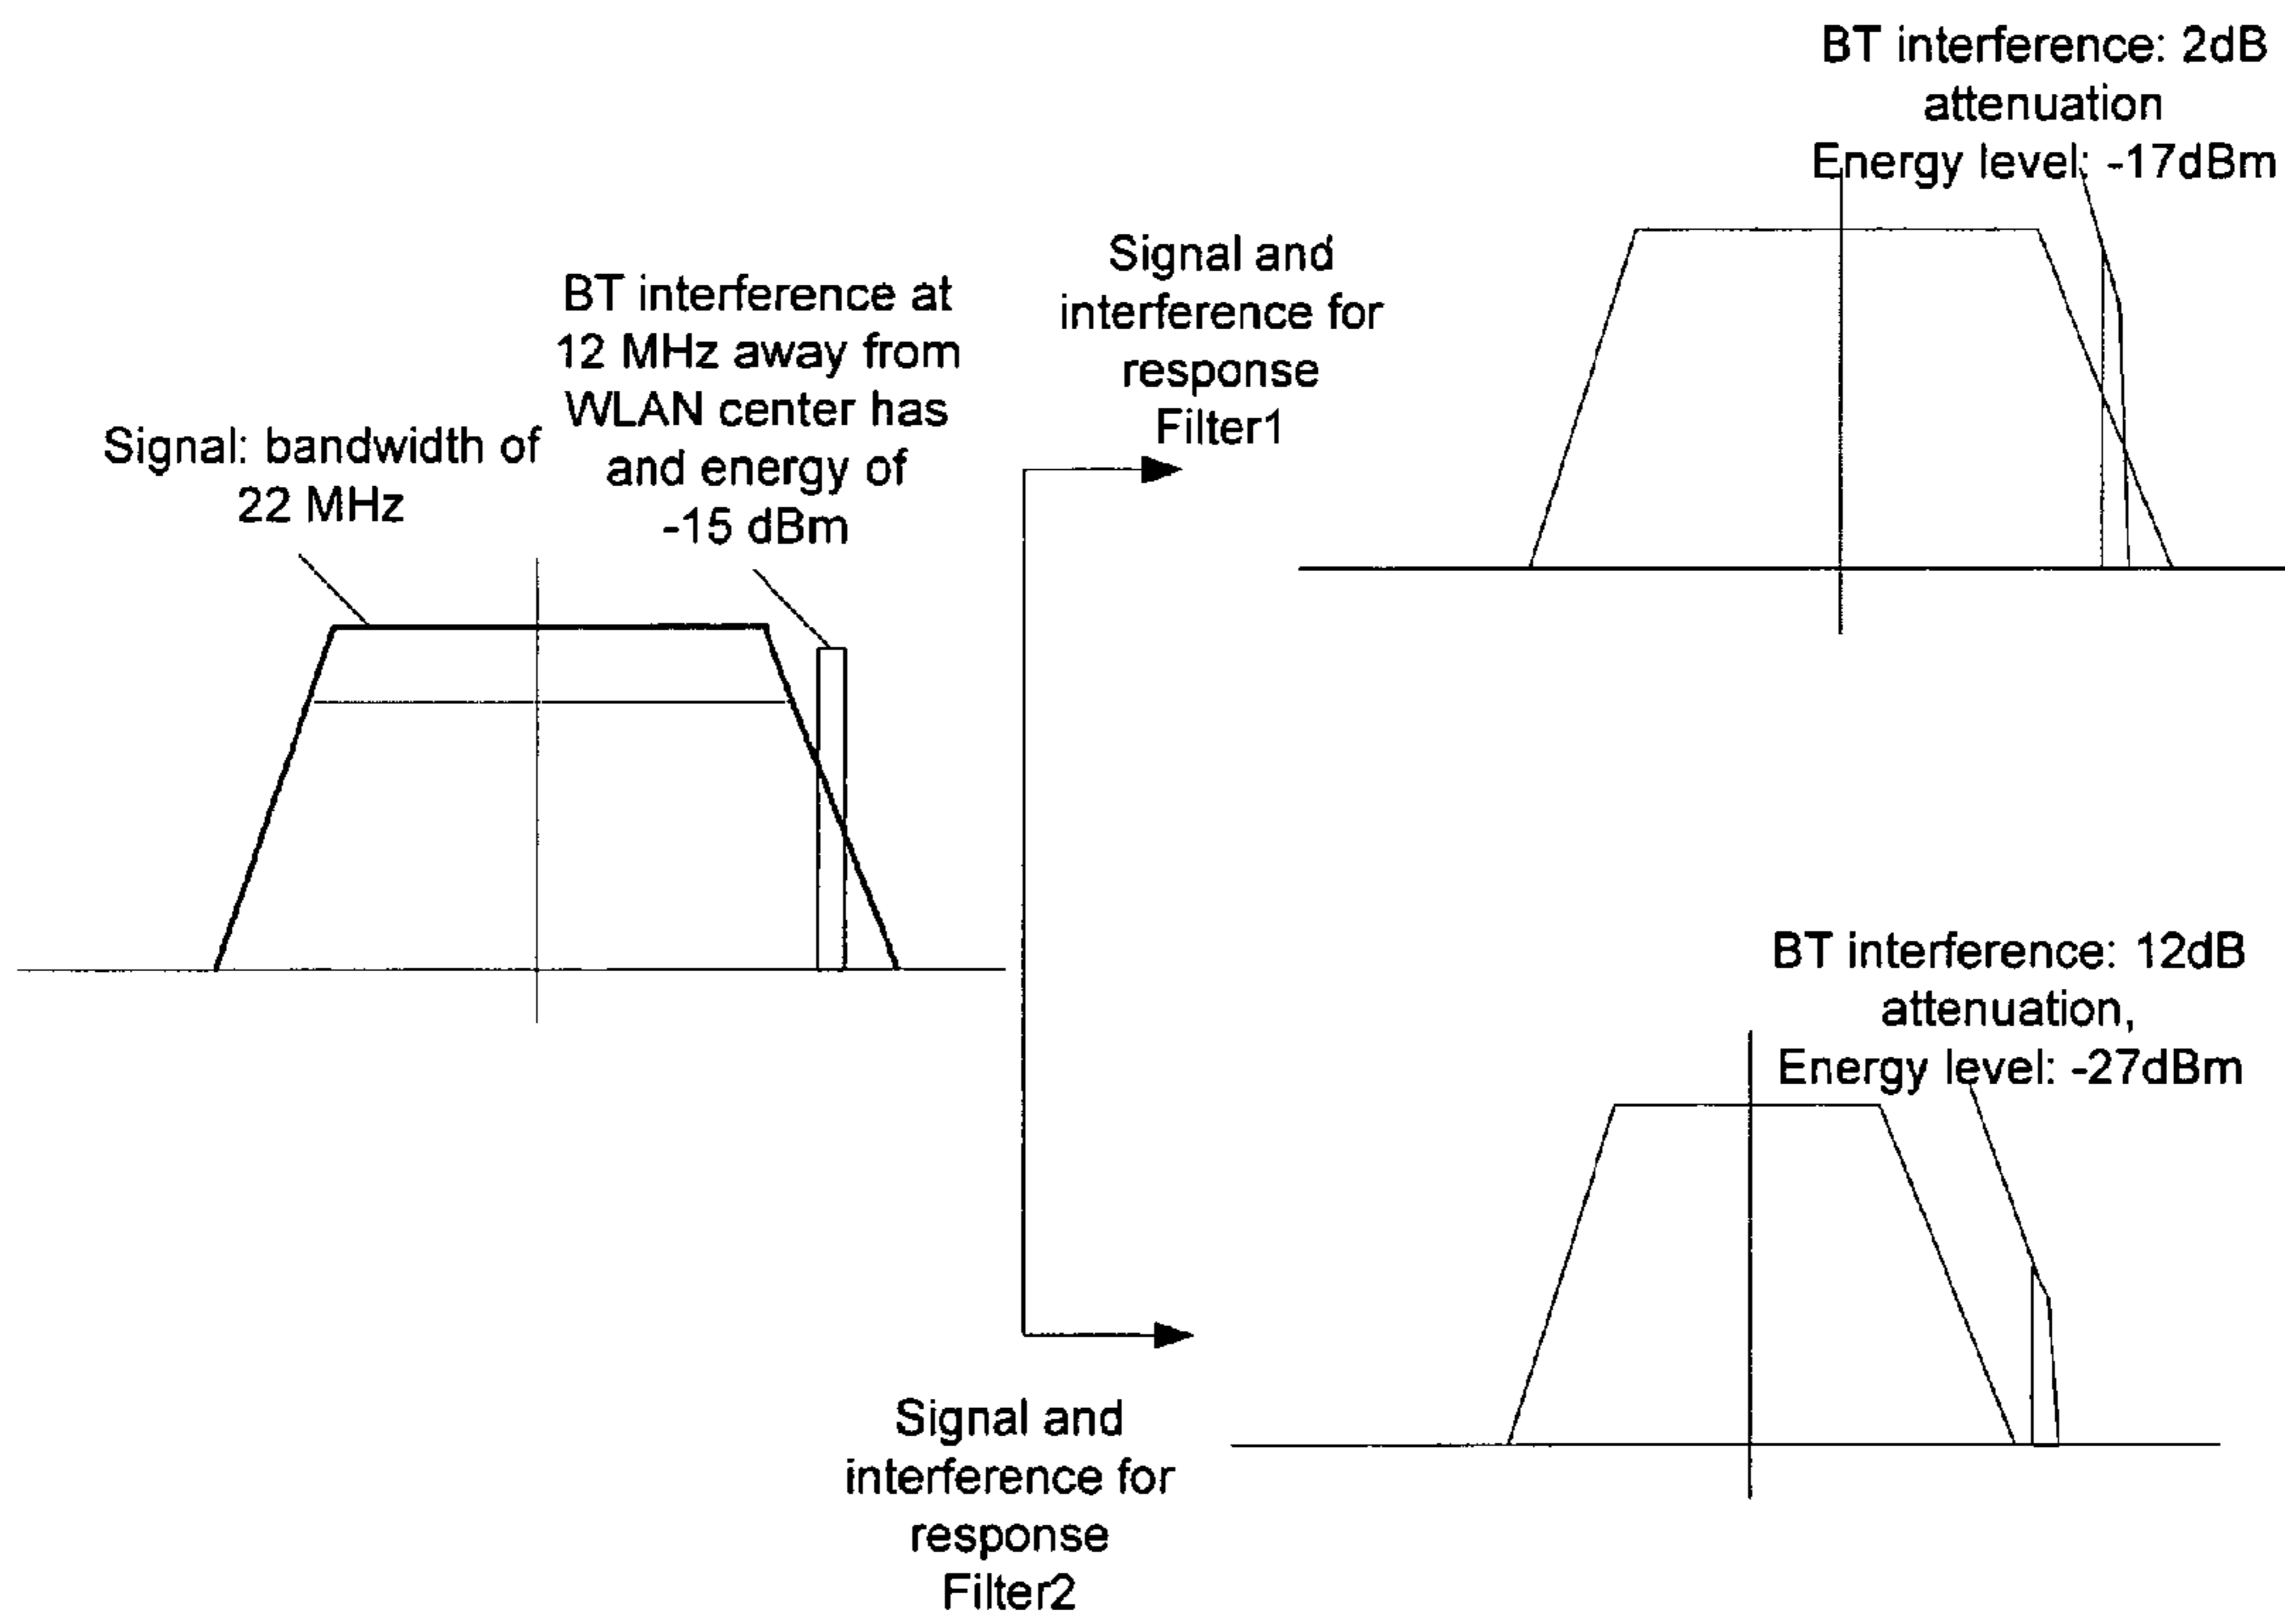 Signal: bandwidth of
22 MHz
BT interference at
12 MHz away from
WLAN center has
and energy of
-15 dBm
Signal and
interference for
response
Filter1
BT interference: 2dB
attenuation
Energy level: -17dBm
BT interference: 12dB
attenuation,
Energy level: -27dBm
Signal and
interference for
response
Filter2